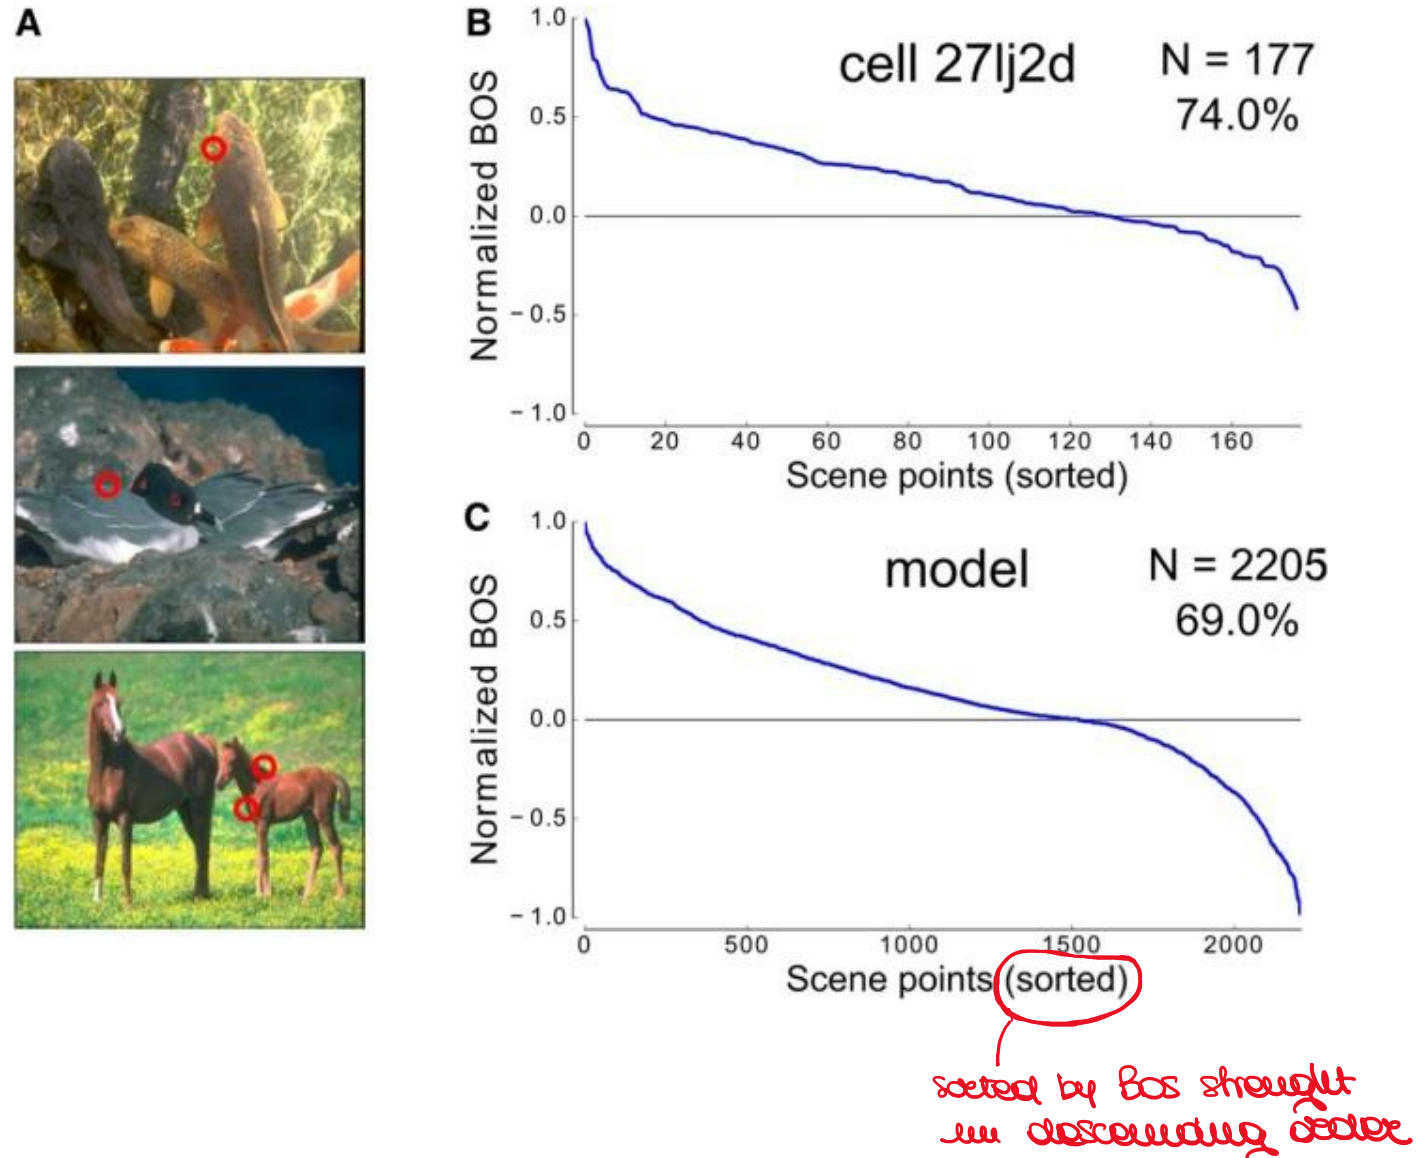 A
B
cell 27lj2d
N = 177
74.0%
Normalized BOS
1.0
0.5
0.0
−0.5
−1.0
0 20 40 60 80 100 120 140 160
Scene points (sorted)
C
model
N = 2205
69.0%
Normalized BOS
1.0
0.5
0.0
−0.5
−1.0
0 500 1000 1500 2000
Scene points (sorted)
sorted by BOS
in descending order